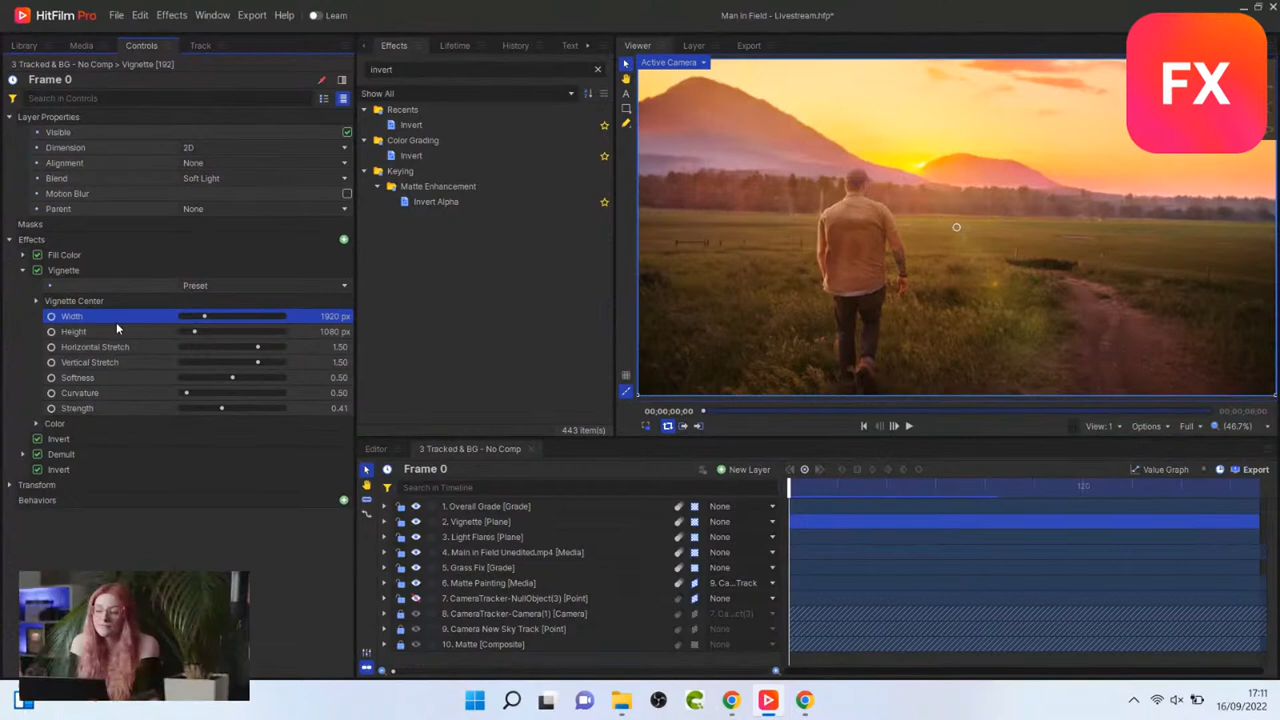 HitFilm Pro File Edit Effects Window Export Help Learn Man in Field - Livestream.hfp*
Library Media Controls Track
3 Tracked & BG - No Comp > Vignette [192]
Frame 0
Search in Controls
Layer Properties
Visible
Dimension 2D
Alignment None
Blend Soft Light
Motion Blur
Parent None
Masks
Effects
Fill Color
Vignette
Preset
Vignette Center
Width 1920 px
Height 1080 px
Horizontal Stretch 1.50
Vertical Stretch 1.50
Softness 0.50
Curvature 0.50
Strength 0.41
Color
Invert
Demult
Invert
Transform
Behaviors
Effects Lifetime History Text
invert
Show All
Recents
Invert
Color Grading
Invert
Keying
Matte Enhancement
Invert Alpha
443 item(s)
Viewer Layer Export
Active Camera
FX
00;00;00;00
00;00;08;00
View: 1 Options Full (46.7%)
Editor 3 Tracked & BG - No Comp
Frame 0 New Layer Value Graph Export
Search in Timeline
120
1. Overall Grade [Grade] None
2. Vignette [Plane] None
3. Light Flares [Plane] None
4. Main in Field Unedited.mp4 [Media] None
5. Grass Fix [Grade] None
6. Matte Painting [Media] 9. Ca...Track
7. CameraTracker-NullObject(3) [Point] None
8. CameraTracker-Camera(1) [Camera] 7. Ca...ct(3)
9. Camera New Sky Track [Point] None
10. Matte [Composite] None
17:11
16/09/2022